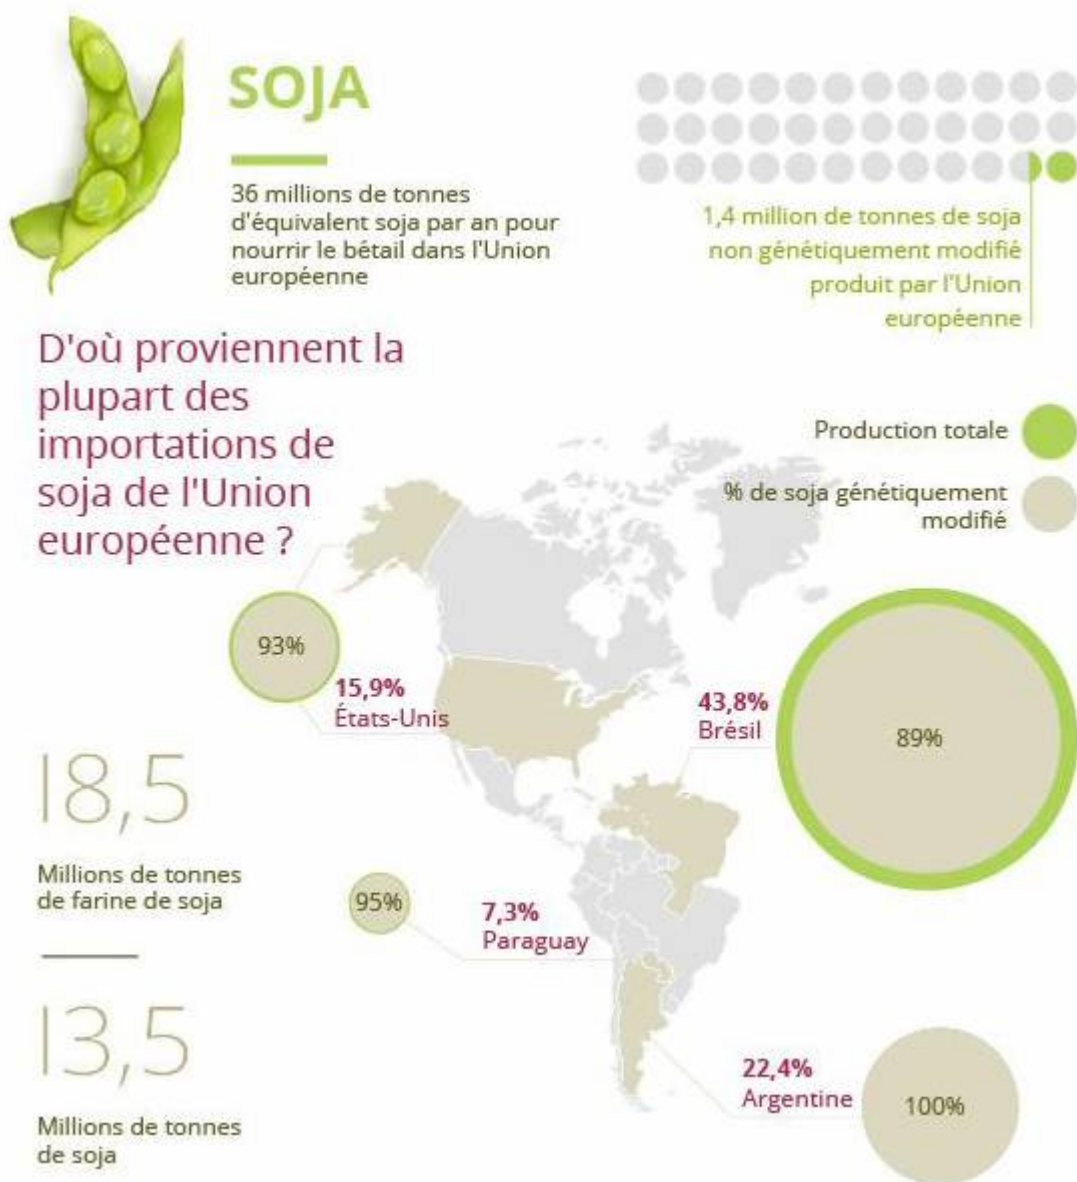 SOJA
36 millions de tonnes
d'équivalent soja par an pour
nourrir le bétail dans l'Union
européenne
1,4 million de tonnes de soja
non génétiquement modifié
produit par l'Union
européenne
D'où proviennent la
plupart des
importations de
soja de l'Union
européenne ?
Production totale
% de soja génétiquement
modifié
93%
15,9%
États-Unis
43,8%
Brésil
89%
18,5
Millions de tonnes
de farine de soja
95%
7,3%
Paraguay
13,5
Millions de tonnes
de soja
22,4%
Argentine
100%